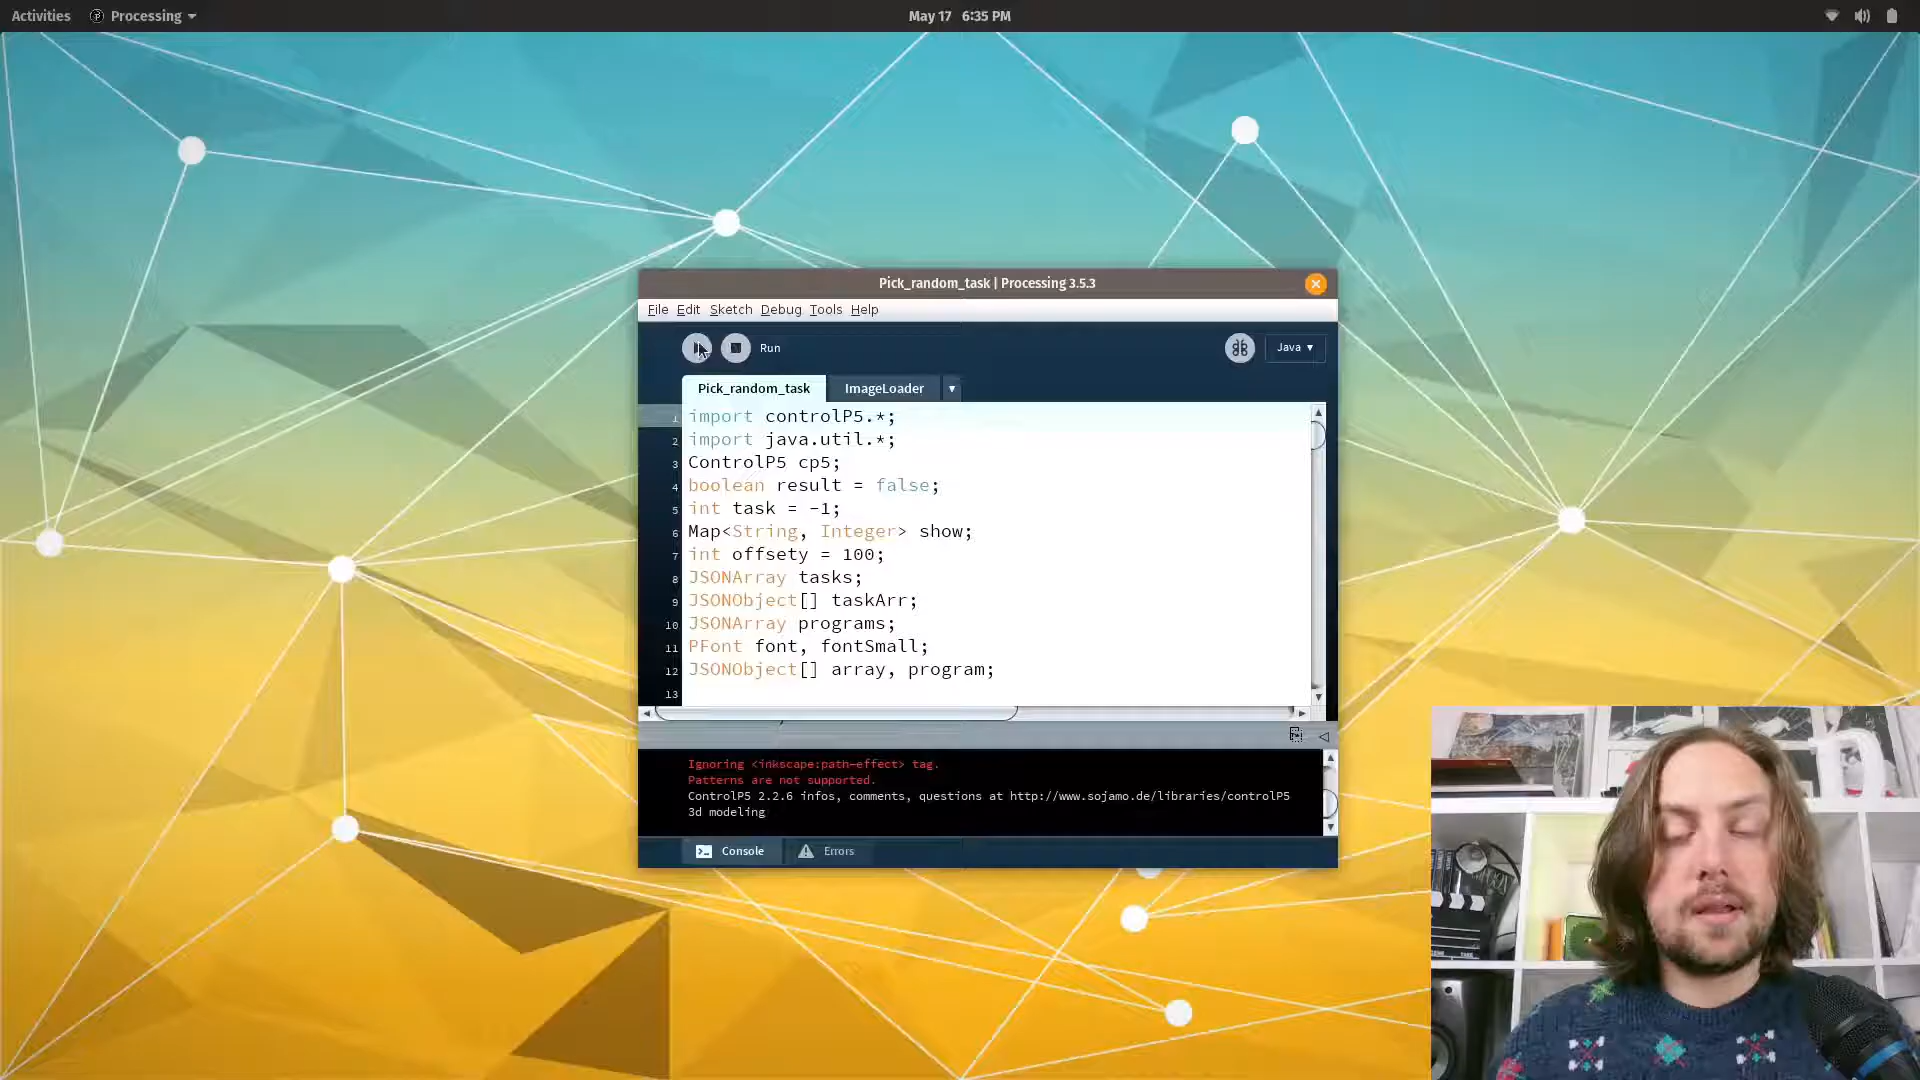 Activities
Processing
May 17 6:35 PM
Pick_random_task | Processing 3.5.3
File Edit Sketch Debug Tools Help
Run
Java
Pick_random_task
ImageLoader
1 import controlP5.*;
2 import java.util.*;
3 ControlP5 cp5;
4 boolean result = false;
5 int task = -1;
6 Map<String, Integer> show;
7 int offsety = 100;
8 JSONArray tasks;
9 JSONObject[] taskArr;
10 JSONArray programs;
11 PFont font, fontSmall;
12 JSONObject[] array, program;
13
Ignoring <inkscape:path-effect> tag.
Patterns are not supported.
ControlP5 2.2.6 infos, comments, questions at http://www.sojamo.de/libraries/controlP5
3d modeling
Console
Errors